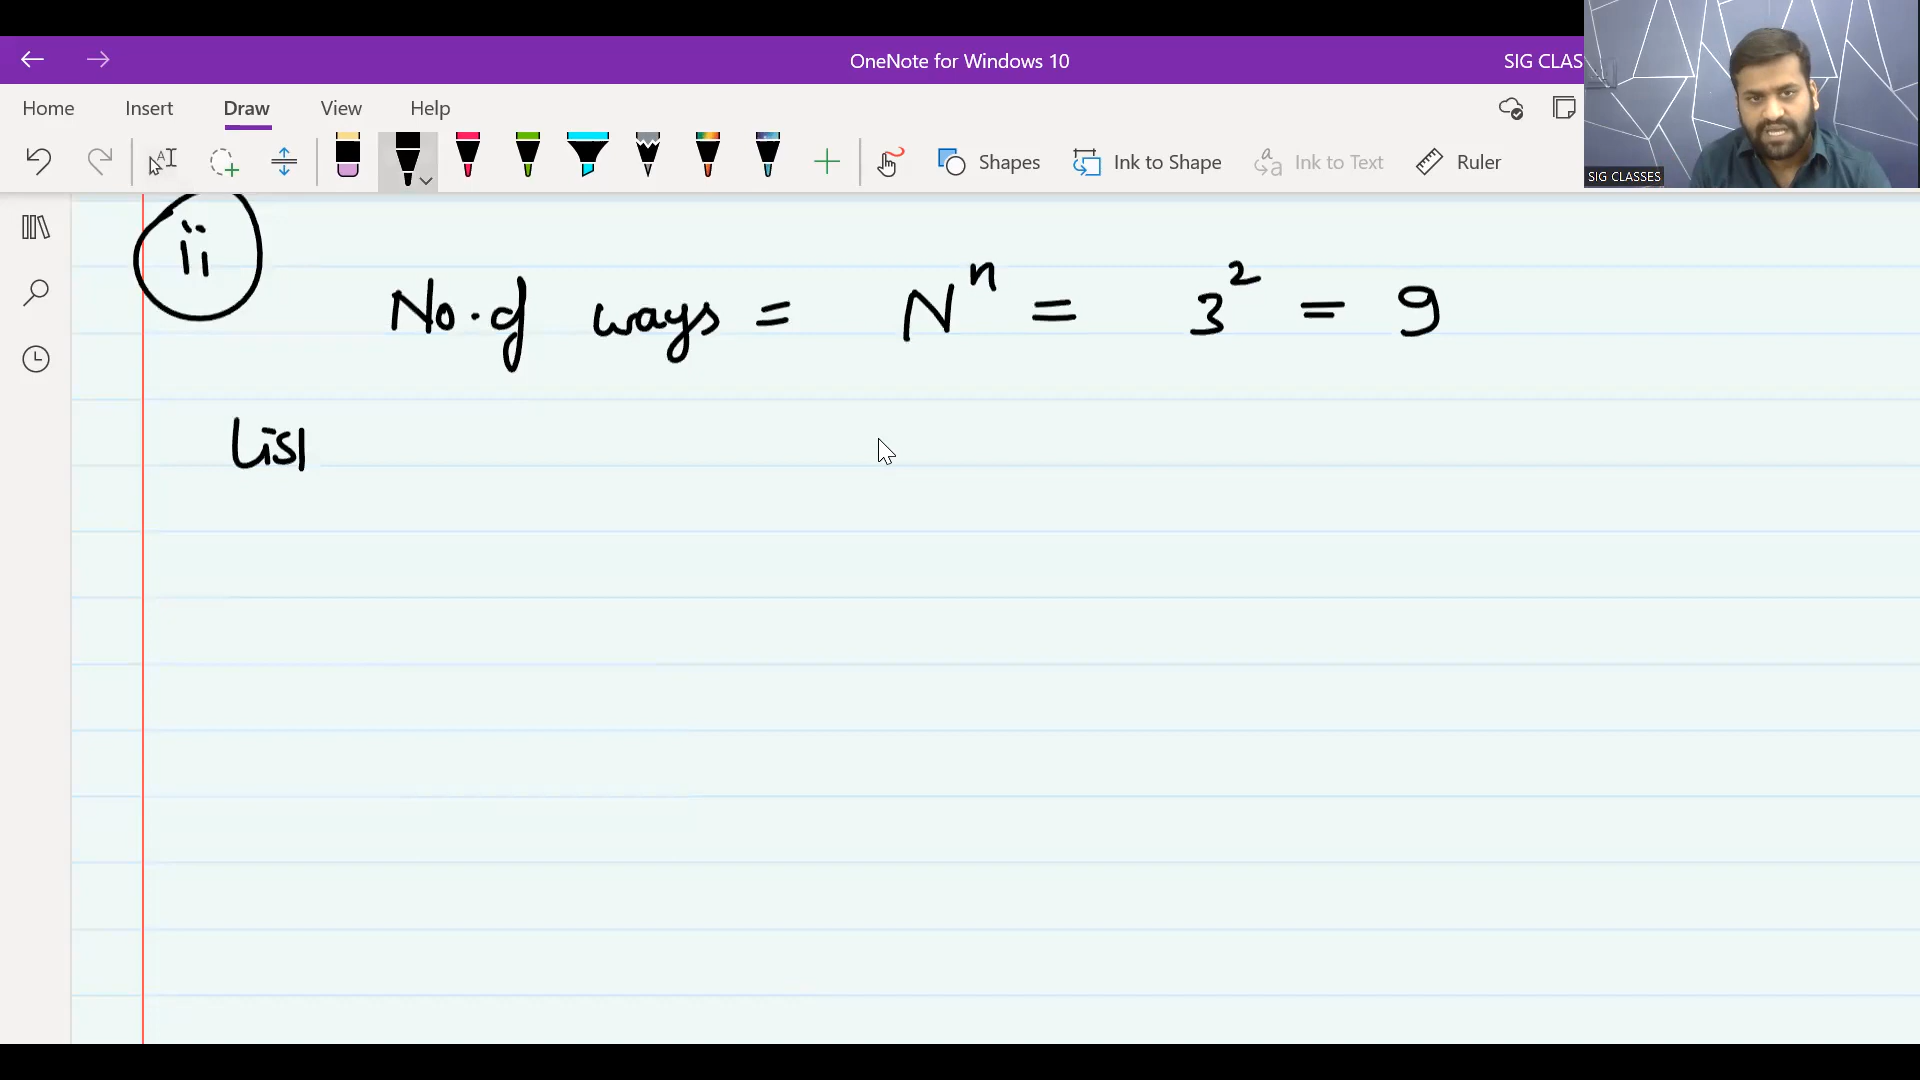 OneNote for Windows 10
SIG CLAS
Home Insert Draw View Help
Shapes Ink to Shape Ink to Text Ruler
SIG CLASSES
ii
No. of ways = N^n = 3^2 = 9
List